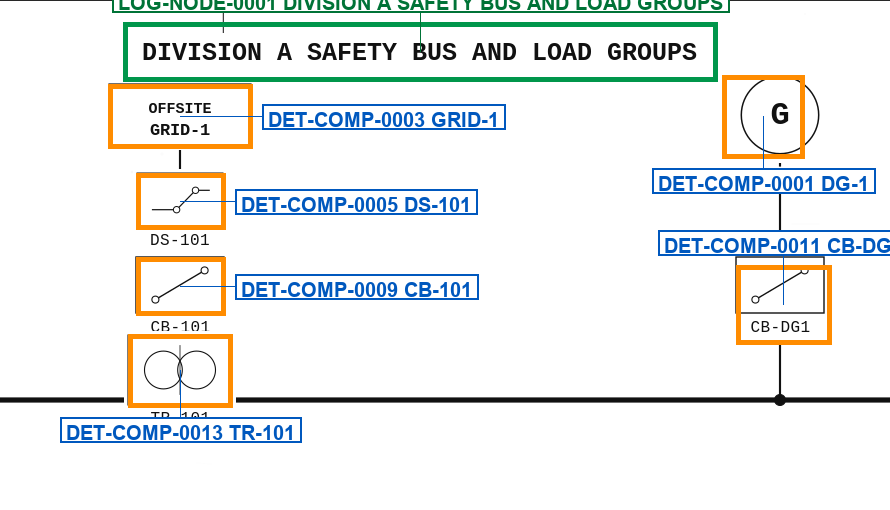 LOG-NODE-0001 DIVISION A SAFETY BUS AND LOAD GROUPS
DIVISION A SAFETY BUS AND LOAD GROUPS
OFFSITE
GRID-1
DET-COMP-0003 GRID-1
G
DET-COMP-0001 DG-1
DET-COMP-0005 DS-101
DS-101
DET-COMP-0011 CB-DG
DET-COMP-0009 CB-101
CB-101
CB-DG1
TR-101
DET-COMP-0013 TR-101